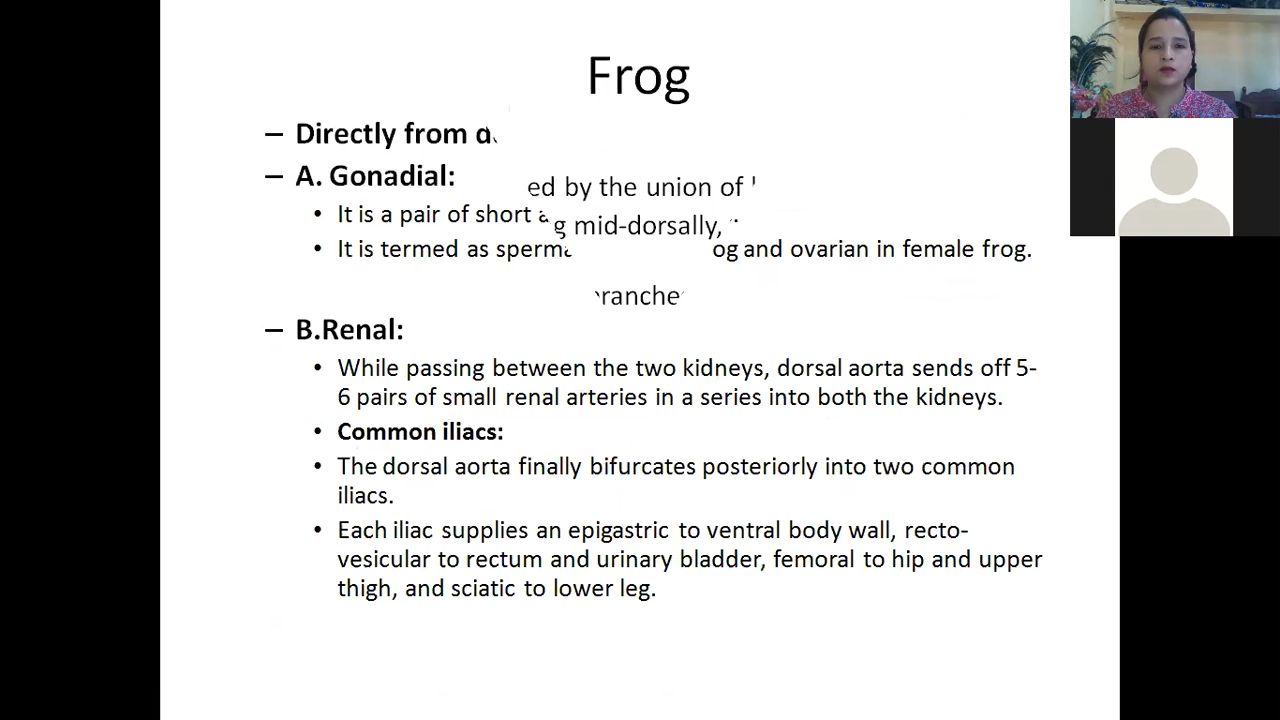 Frog
– Directly from
– A. Gonadial:
ed by the union of
• It is a pair of short
g mid-dorsally,
• It is termed as og and ovarian in female frog.
– B.Renal:
• While passing between the two kidneys, dorsal aorta sends off 5-
6 pairs of small renal arteries in a series into both the kidneys.
• Common iliacs:
• The dorsal aorta finally bifurcates posteriorly into two common
iliacs.
• Each iliac supplies an epigastric to ventral body wall, recto-
vesicular to rectum and urinary bladder, femoral to hip and upper
thigh, and sciatic to lower leg.